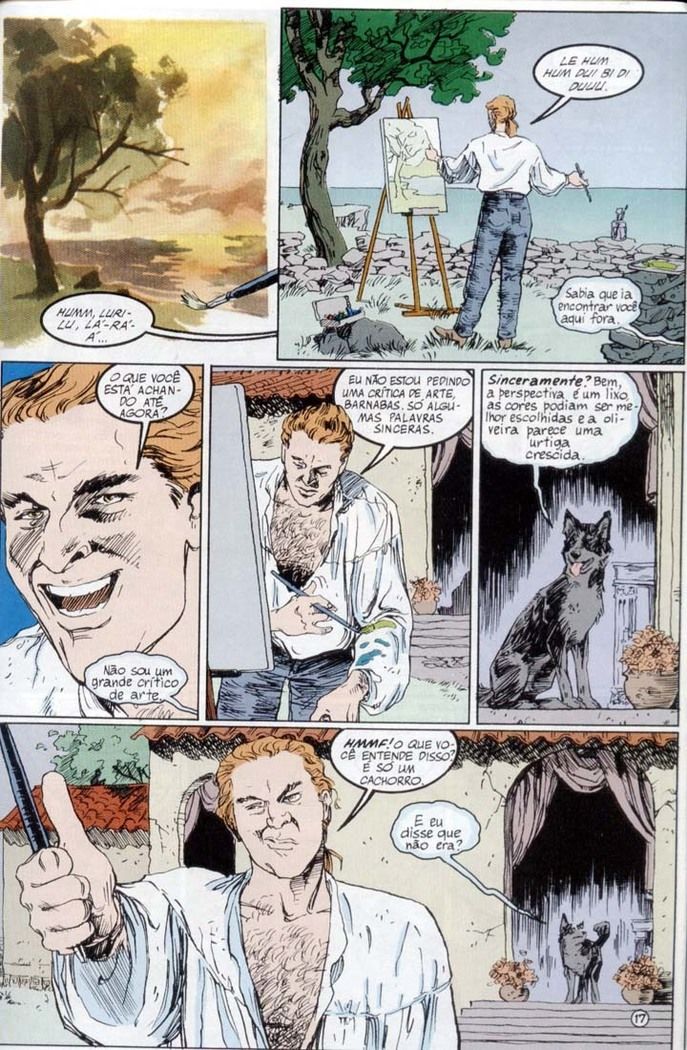 HUMM, LURI-
LU, LÁ-RÁ-
Á...
LE HUM
HUM DUI BI DI
DUUU.
Sabia que ia
encontrar você
aqui fora.
O QUE VOCÊ
ESTÁ ACHAN-
DO ATÉ
AGORA?
Não sou um
grande crítico
de arte.
EU NÃO ESTOU PEDINDO
UMA CRÍTICA DE ARTE,
BARNABAS. SÓ ALGU-
MAS PALAVRAS
SINCERAS.
Sinceramente? Bem,
a perspectiva é um lixo,
as cores podiam ser me-
lhor escolhidas e a oli-
veira parece uma
urtiga
crescida.
HMMF! O QUE VO-
CÊ ENTENDE DISSO?
É SÓ UM
CACHORRO.
E eu
disse que
não era?
17